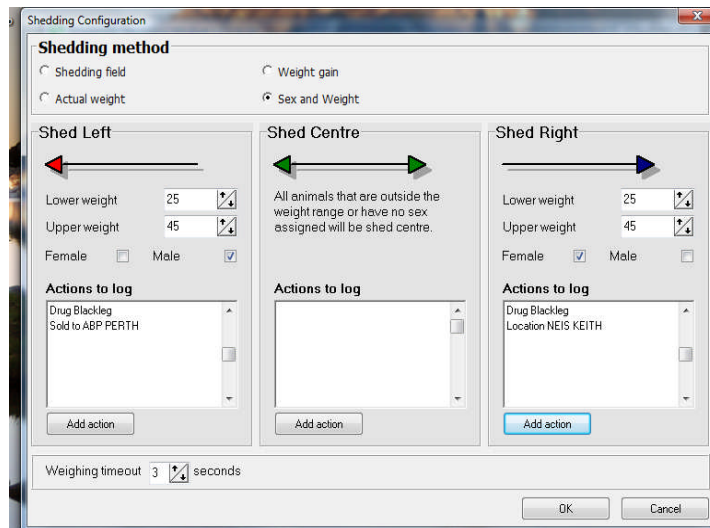 Shedding Configuration
Shedding method
Shedding field
Weight gain
Actual weight
Sex and Weight
Shed Left
Lower weight 25
Upper weight 45
Female Male
Actions to log
Drug Blackleg
Sold to ABP PERTH
Add action
Shed Centre
All animals that are outside the
weight range or have no sex
assigned will be shed centre.
Actions to log
Add action
Shed Right
Lower weight 25
Upper weight 45
Female Male
Actions to log
Drug Blackleg
Location NEIS KEITH
Add action
Weighing timeout 3 seconds
OK
Cancel